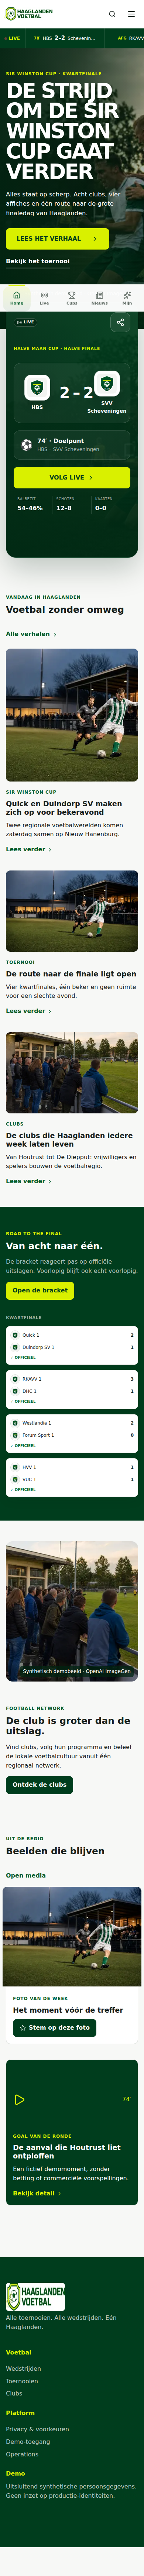 HAAGLANDEN
VOETBAL
LIVE
76' HBS 2-2 Schevenin...
AFG RKAVV
SIR WINSTON CUP · KWARTFINALE
DE STRIJD
OM DE SIR
WINSTON
CUP GAAT
VERDER
Alles staat op scherp. Acht clubs, vier
affiches en één route naar de grote
finaledag van Haaglanden.
LEES HET VERHAAL
Bekijk het toernooi
Home
Live
Cups
Nieuws
Mijn
LIVE
HALVE MAAN CUP · HALVE FINALE
HBS
2 – 2
SVV
Scheveningen
74' · Doelpunt
HBS – SVV Scheveningen
VOLG LIVE
BALBEZIT
54–46%
SCHOTEN
12–8
KAARTEN
0–0
VANDAAG IN HAAGLANDEN
Voetbal zonder omweg
Alle verhalen
SIR WINSTON CUP
Quick en Duindorp SV maken
zich op voor bekeravond
Twee regionale voetbalwerelden komen
zaterdag samen op Nieuw Hanenburg.
Lees verder
TOERNOOI
De route naar de finale ligt open
Vier kwartfinales, één beker en geen ruimte
voor een slechte avond.
Lees verder
CLUBS
De clubs die Haaglanden iedere
week laten leven
Van Houtrust tot De Diepput: vrijwilligers en
spelers bouwen de voetbalregio.
Lees verder
ROAD TO THE FINAL
Van acht naar één.
De bracket reageert pas op officiële
uitslagen. Voorlopig blijft ook echt voorlopig.
Open de bracket
KWARTFINALE
Quick 1 2
Duindorp SV 1 1
✓ OFFICIEEL
RKAVV 1 3
DHC 1 1
✓ OFFICIEEL
Westlandia 1 2
Forum Sport 1 0
✓ OFFICIEEL
HVV 1 1
VUC 1 1
✓ OFFICIEEL
Synthetisch demobeeld · OpenAI ImageGen
FOOTBALL NETWORK
De club is groter dan de
uitslag.
Vind clubs, volg hun programma en beleef
de lokale voetbalcultuur vanuit één
regionaal netwerk.
Ontdek de clubs
UIT DE REGIO
Beelden die blijven
Open media
FOTO VAN DE WEEK
Het moment vóór de treffer
Stem op deze foto
74'
GOAL VAN DE RONDE
De aanval die Houtrust liet
ontploffen
Een fictief demomoment, zonder
betting of commerciële voorspellingen.
Bekijk detail
HAAGLANDEN
VOETBAL
Alle toernooien. Alle wedstrijden. Eén
Haaglanden.
Voetbal
Wedstrijden
Toernooien
Clubs
Platform
Privacy & voorkeuren
Demo-toegang
Operations
Demo
Uitsluitend synthetische persoonsgegevens.
Geen inzet op productie-identiteiten.